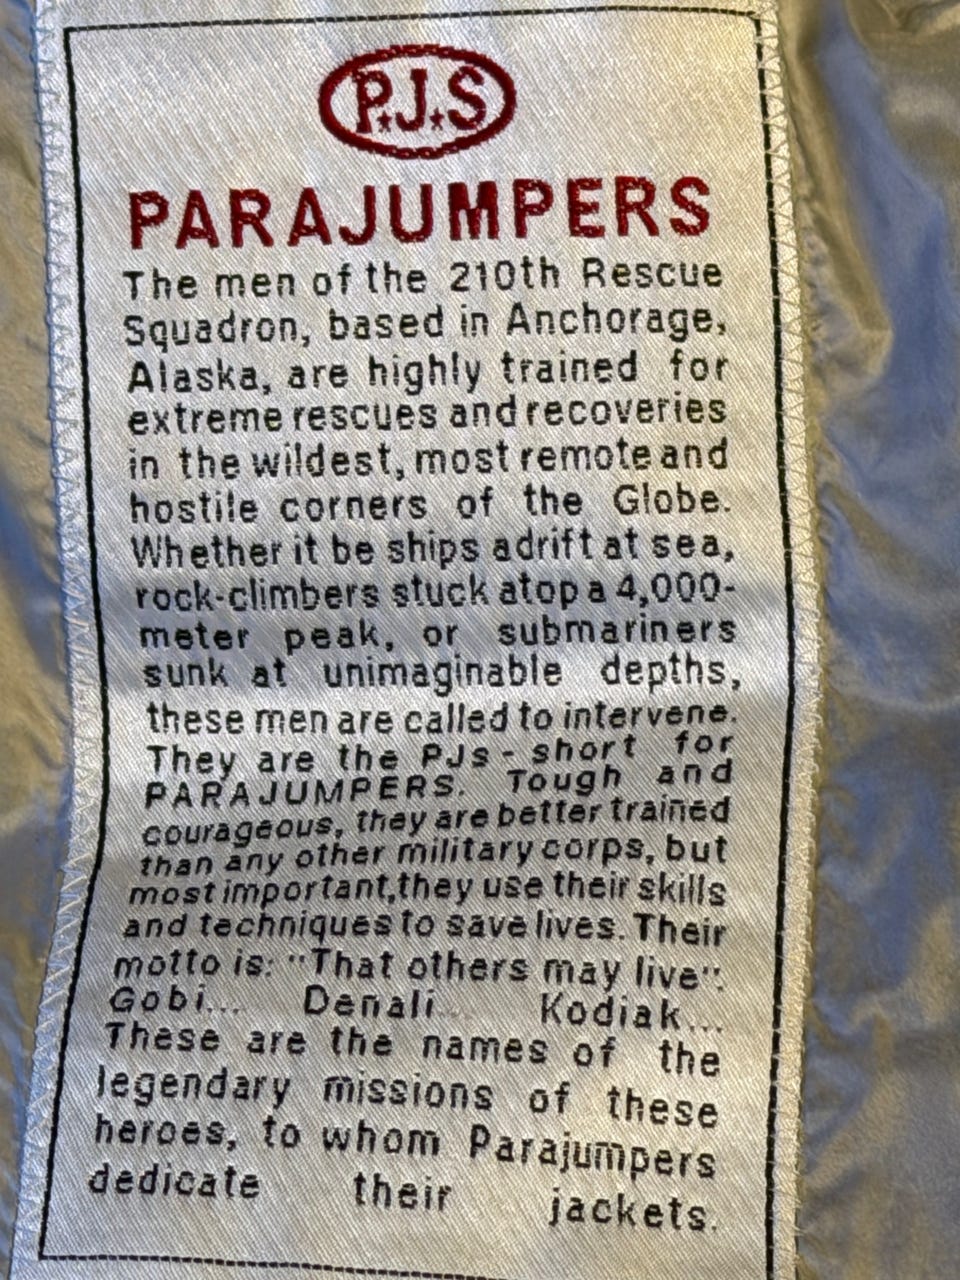 P.J.S
PARAJUMPERS
The men of the 210th Rescue
Squadron, based in Anchorage,
Alaska, are highly trained for
extreme rescues and recoveries
in the wildest, most remote and
hostile corners of the Globe.
Whether it be ships adrift at sea,
rock-climbers stuck atop a 4,000-
meter peak, or submariners
sunk at unimaginable depths,
these men are called to intervene.
They are the PJs - short for
PARAJUMPERS. Tough and
courageous, they are better trained
than any other military corps, but
most important,they use their skills
and techniques to save lives. Their
motto is: "That others may live".
Gobi... Denali... Kodiak...
These are the names of the
legendary missions of these
heroes, to whom Parajumpers
dedicate their jackets.